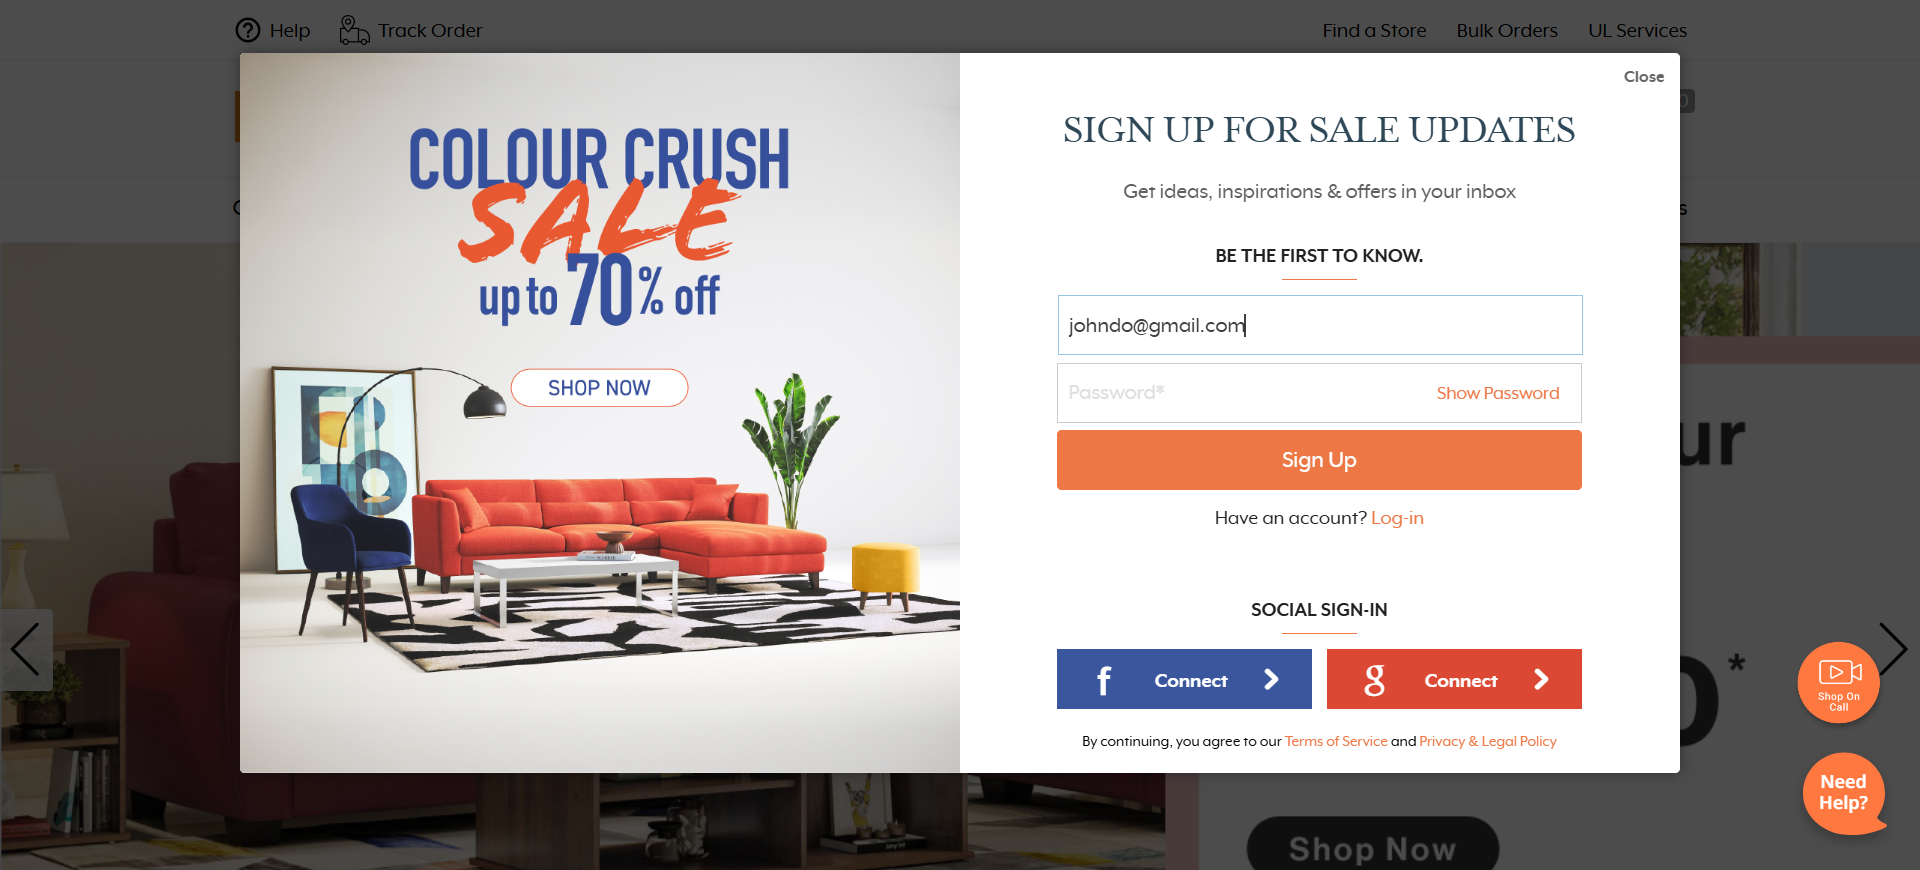 Help
Track Order
Find a Store
Bulk Orders
UL Services
Close
COLOUR CRUSH
SALE
up to 70% off
SHOP NOW
SIGN UP FOR SALE UPDATES
Get ideas, inspirations & offers in your inbox
BE THE FIRST TO KNOW.
johndo@gmail.com
Password*
Show Password
Sign Up
Have an account? Log-in
SOCIAL SIGN-IN
f Connect
g Connect
By continuing, you agree to our Terms of Service and Privacy & Legal Policy
Shop On
Call
Need
Help?
Shop Now